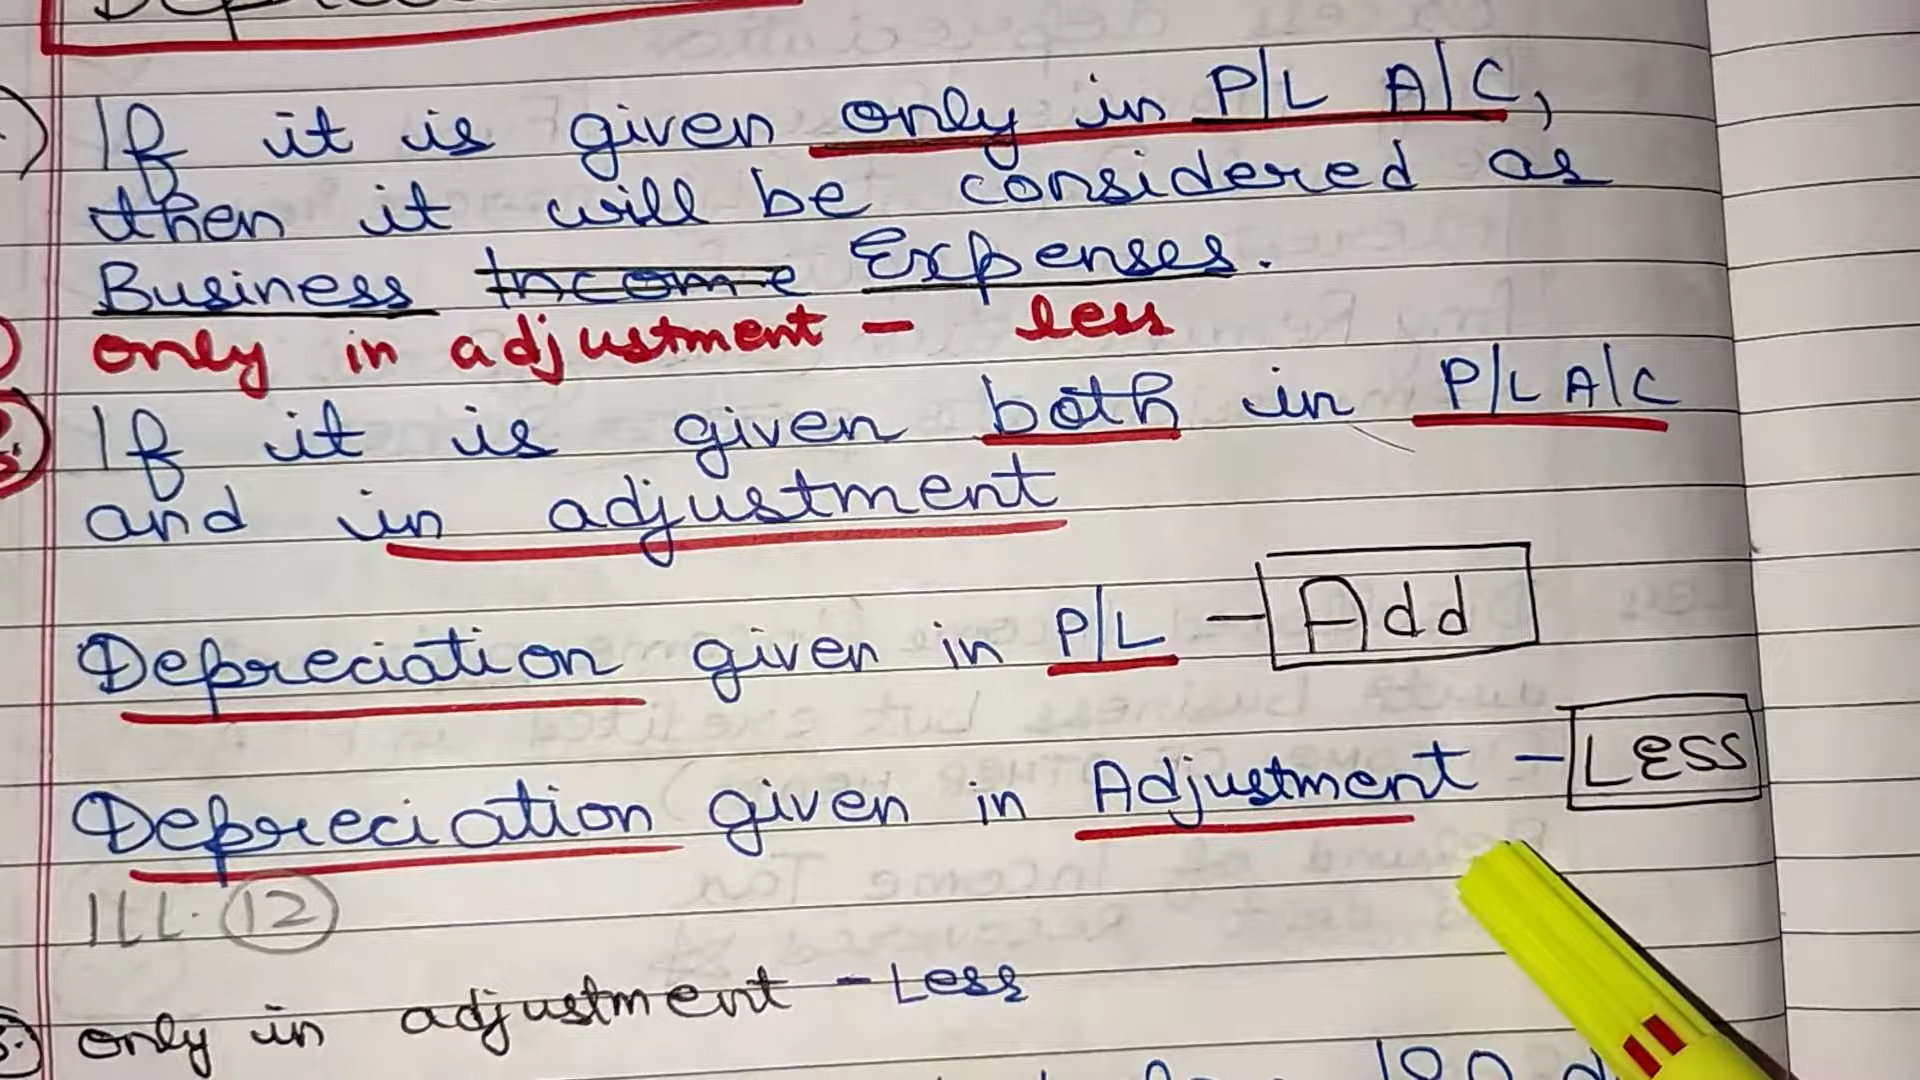 If it is given only in P/L A/C,
then it will be considered as
Business Income Expenses.
only in adjustment - less
If it is given both in P/L A/C
and in adjustment
Depreciation given in P/L - Add
Depreciation given in Adjustment - Less
ILL. 12
only in adjustment - Less